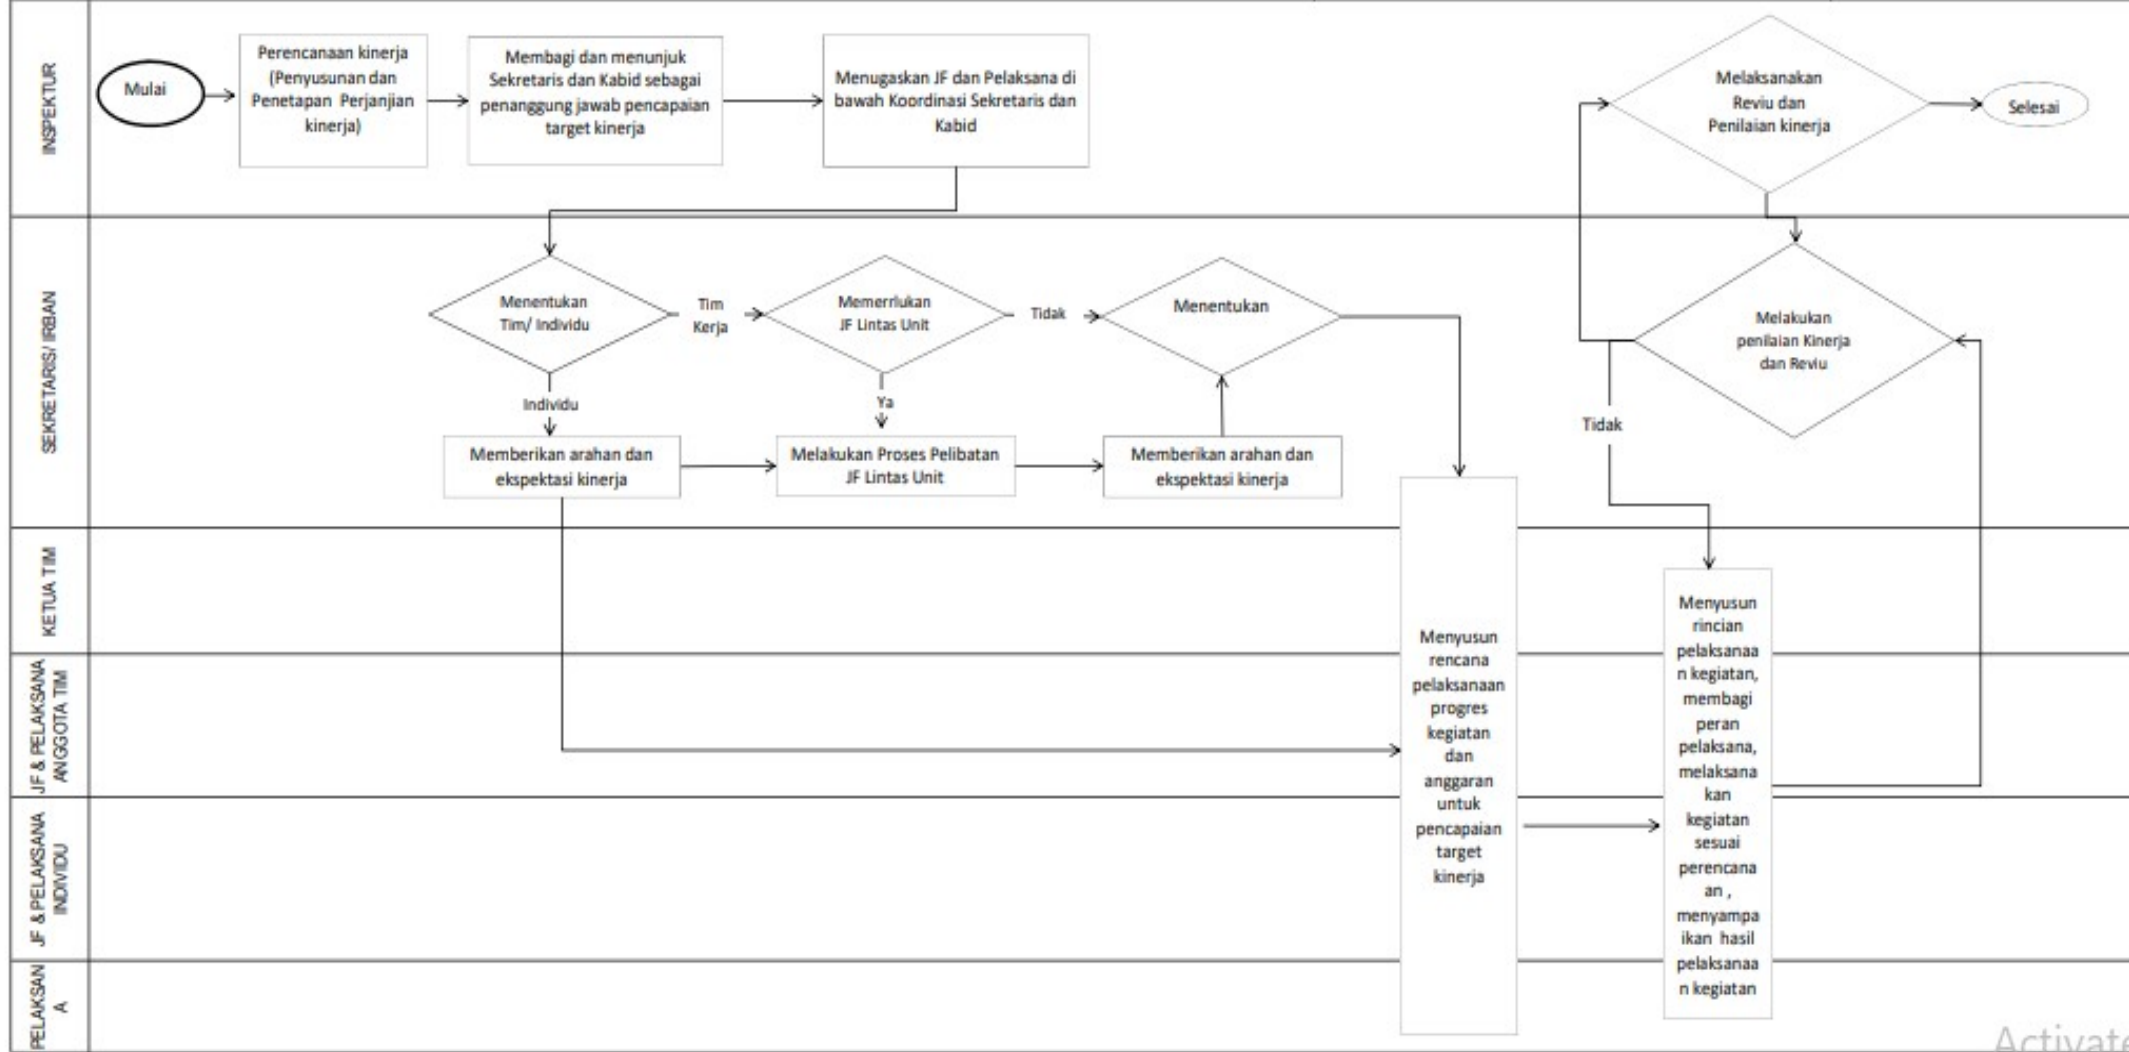 INSPEKTUR
Mulai
Perencanaan kinerja
(Penyusunan dan
Penetapan Perjanjian
kinerja)
Membagi dan menunjuk
Sekretaris dan Kabid sebagai
penanggung jawab pencapaian
target kinerja
Menugaskan JF dan Pelaksana di
bawah Koordinasi Sekretaris dan
Kabid
Melaksanakan
Reviu dan
Penilaian kinerja
Selesai
SEKRETARIS/ IRBAN
Menentukan
Tim/ Individu
Tim
Kerja
Memerrlukan
JF Lintas Unit
Tidak
Menentukan
Individu
Ya
Memberikan arahan dan
ekspektasi kinerja
Melakukan Proses Pelibatan
JF Lintas Unit
Memberikan arahan dan
ekspektasi kinerja
Melakukan
penilaian Kinerja
dan Reviu
Tidak
KETUA TIM
JF & PELAKSANA
ANGGOTA TIM
JF & PELAKSANA
INDIVIDU
PELAKSAN
A
Menyusun
rencana
pelaksanaan
progres
kegiatan
dan
anggaran
untuk
pencapaian
target
kinerja
Menyusun
rincian
pelaksanaa
n kegiatan,
membagi
peran
pelaksana,
melaksana
kan
kegiatan
sesuai
perencana
an ,
menyampa
ikan hasil
pelaksanaa
n kegiatan
Activate